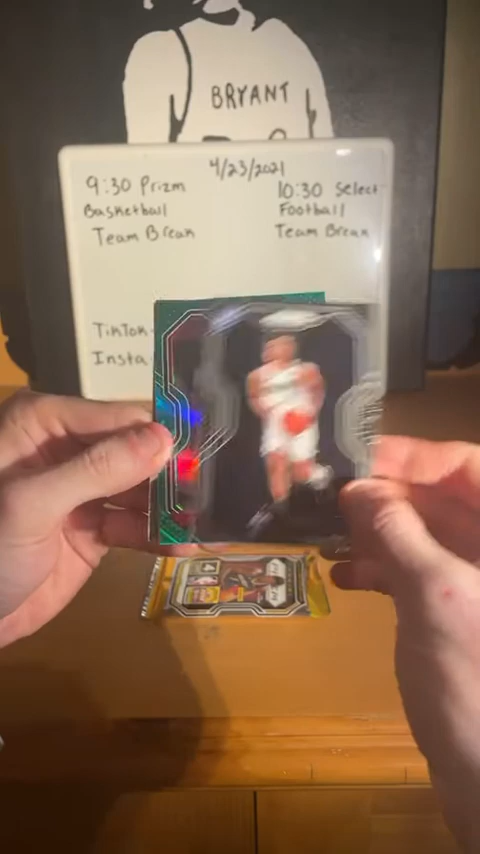 BRYANT
4/23/2021
9:30 Prizm
Basketball
Team Break
10:30 Select
Football
Team Break
TikTok
Insta